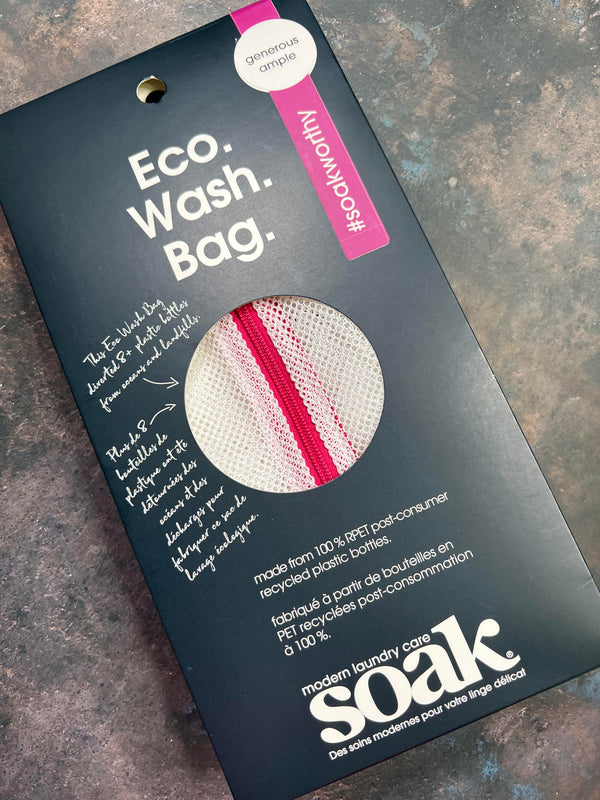 generous
ample
#soakworthy
Eco.
Wash.
Bag.
This Eco Wash Bag
diverted 8+ plastic bottles
from oceans and landfills.
Plus de 8
bouteilles de
plastique ont été
détournées des
océans et des
décharges pour
fabriquer ce sac de
lavage écologique.
made from 100% RPET post-consumer
recycled plastic bottles.
fabriqué à partir de bouteilles en
PET recyclées post-consommation
à 100 %.
modern laundry care
soak®
Des soins modernes pour votre linge délicat